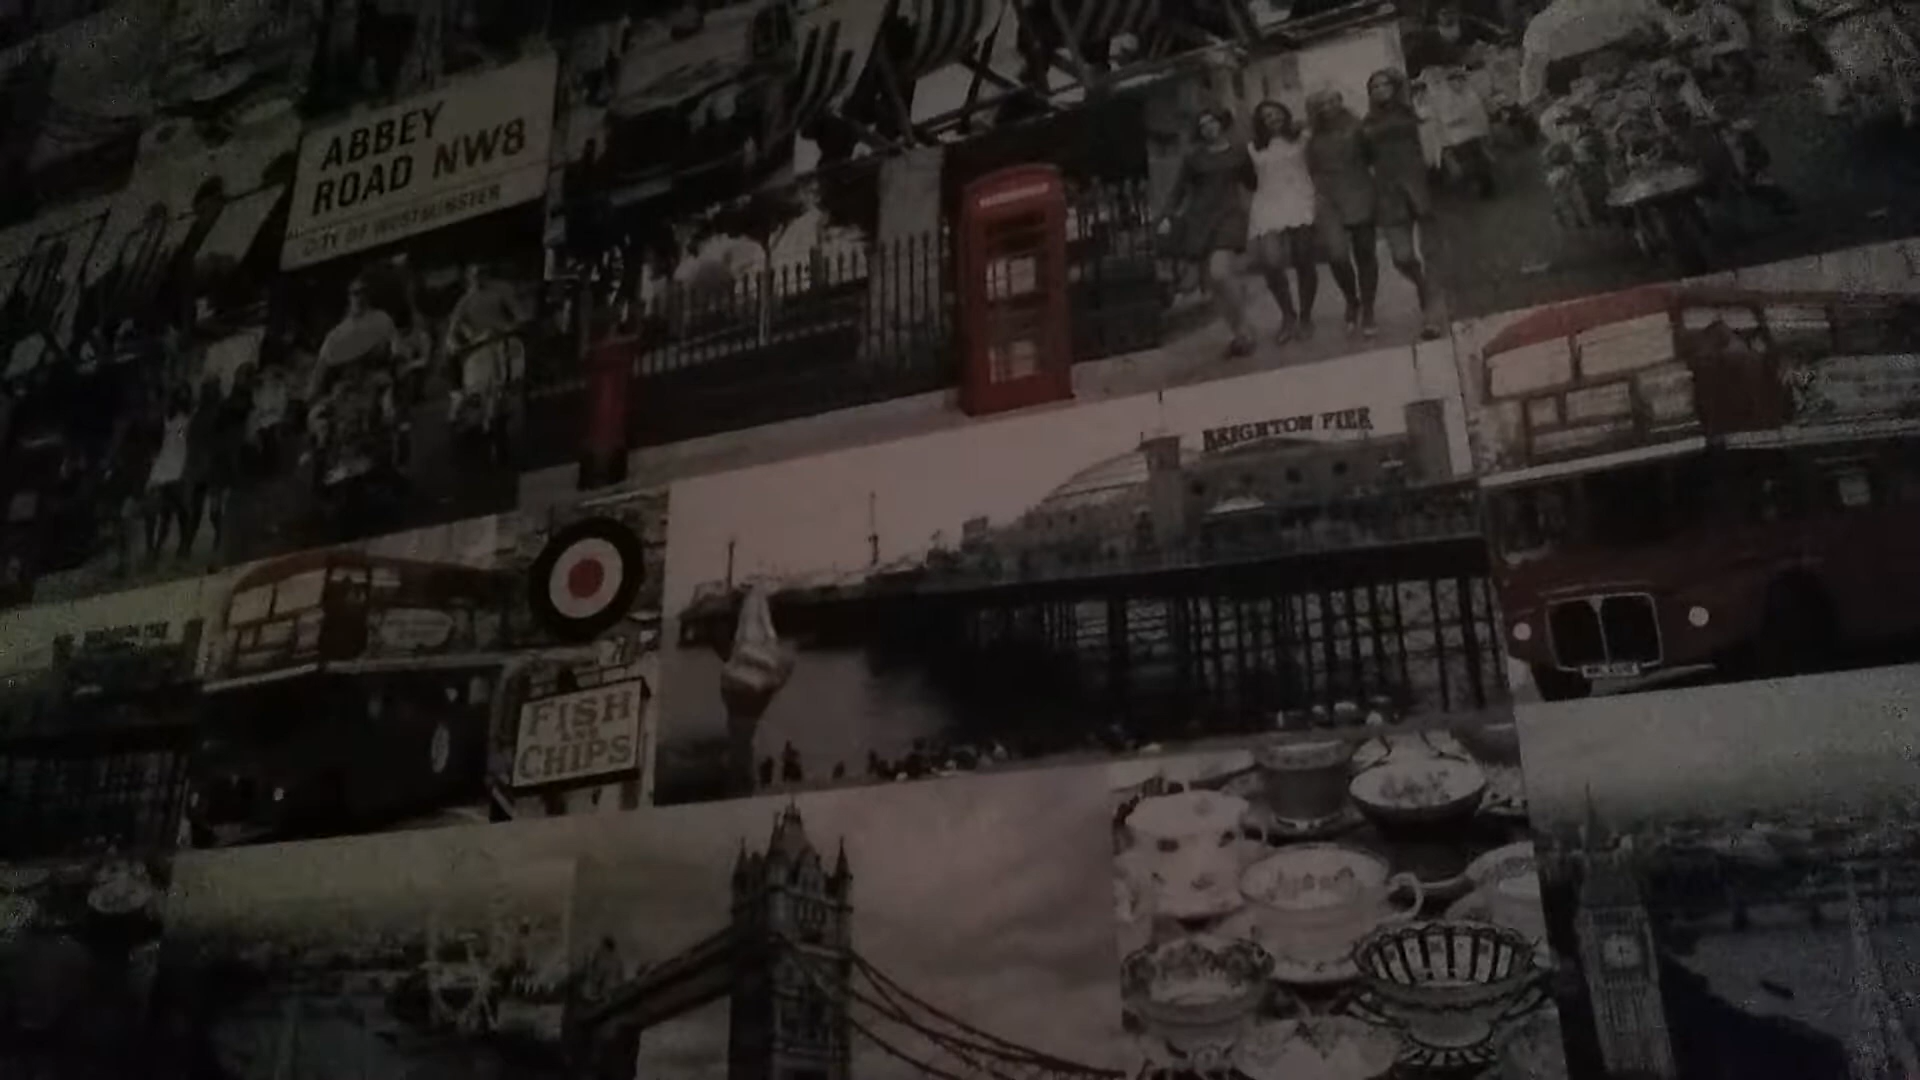 ABBEY
ROAD NW8
CITY OF WESTMINSTER
BRIGHTON PIER
FISH
AND
CHIPS